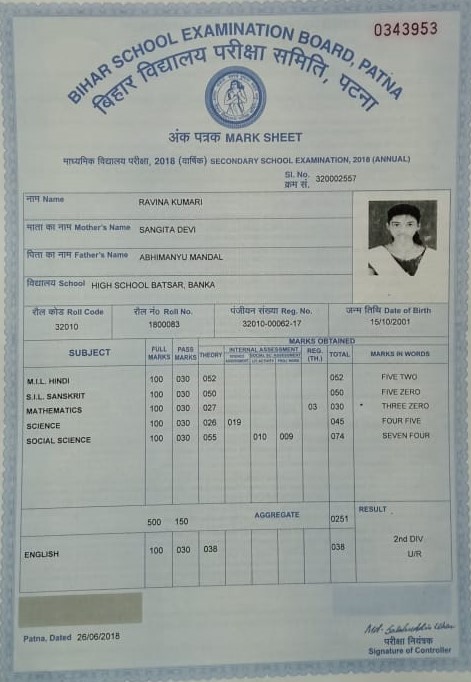 0343953
BIHAR SCHOOL EXAMINATION BOARD, PATNA
बिहार विद्यालय परीक्षा समिति, पटना
अंक पत्रक MARK SHEET
माध्यमिक विद्यालय परीक्षा, 2018 (वार्षिक) SECONDARY SCHOOL EXAMINATION, 2018 (ANNUAL)
Sl. No. 320002557
क्रम सं.
नाम Name RAVINA KUMARI
माता का नाम Mother's Name SANGITA DEVI
पिता का नाम Father's Name ABHIMANYU MANDAL
विद्यालय School HIGH SCHOOL BATSAR, BANKA
रौल कोड Roll Code रौल नं० Roll No. पंजीयन संख्या Reg. No. जन्म तिथि Date of Birth
32010 1800083 32010-00062-17 15/10/2001
SUBJECT FULL MARKS PASS MARKS MARKS OBTAINED
THEORY INTERNAL ASSESSMENT REG. (TH.) TOTAL MARKS IN WORDS
M.I.L. HINDI 100 030 052 052 FIVE TWO
S.I.L. SANSKRIT 100 030 050 050 FIVE ZERO
MATHEMATICS 100 030 027 03 030 * THREE ZERO
SCIENCE 100 030 026 019 045 FOUR FIVE
SOCIAL SCIENCE 100 030 055 010 009 074 SEVEN FOUR
500 150 AGGREGATE 0251 RESULT
ENGLISH 100 030 038 038 2nd DIV
U/R
Patna, Dated 26/06/2018
परीक्षा नियंत्रक
Signature of Controller